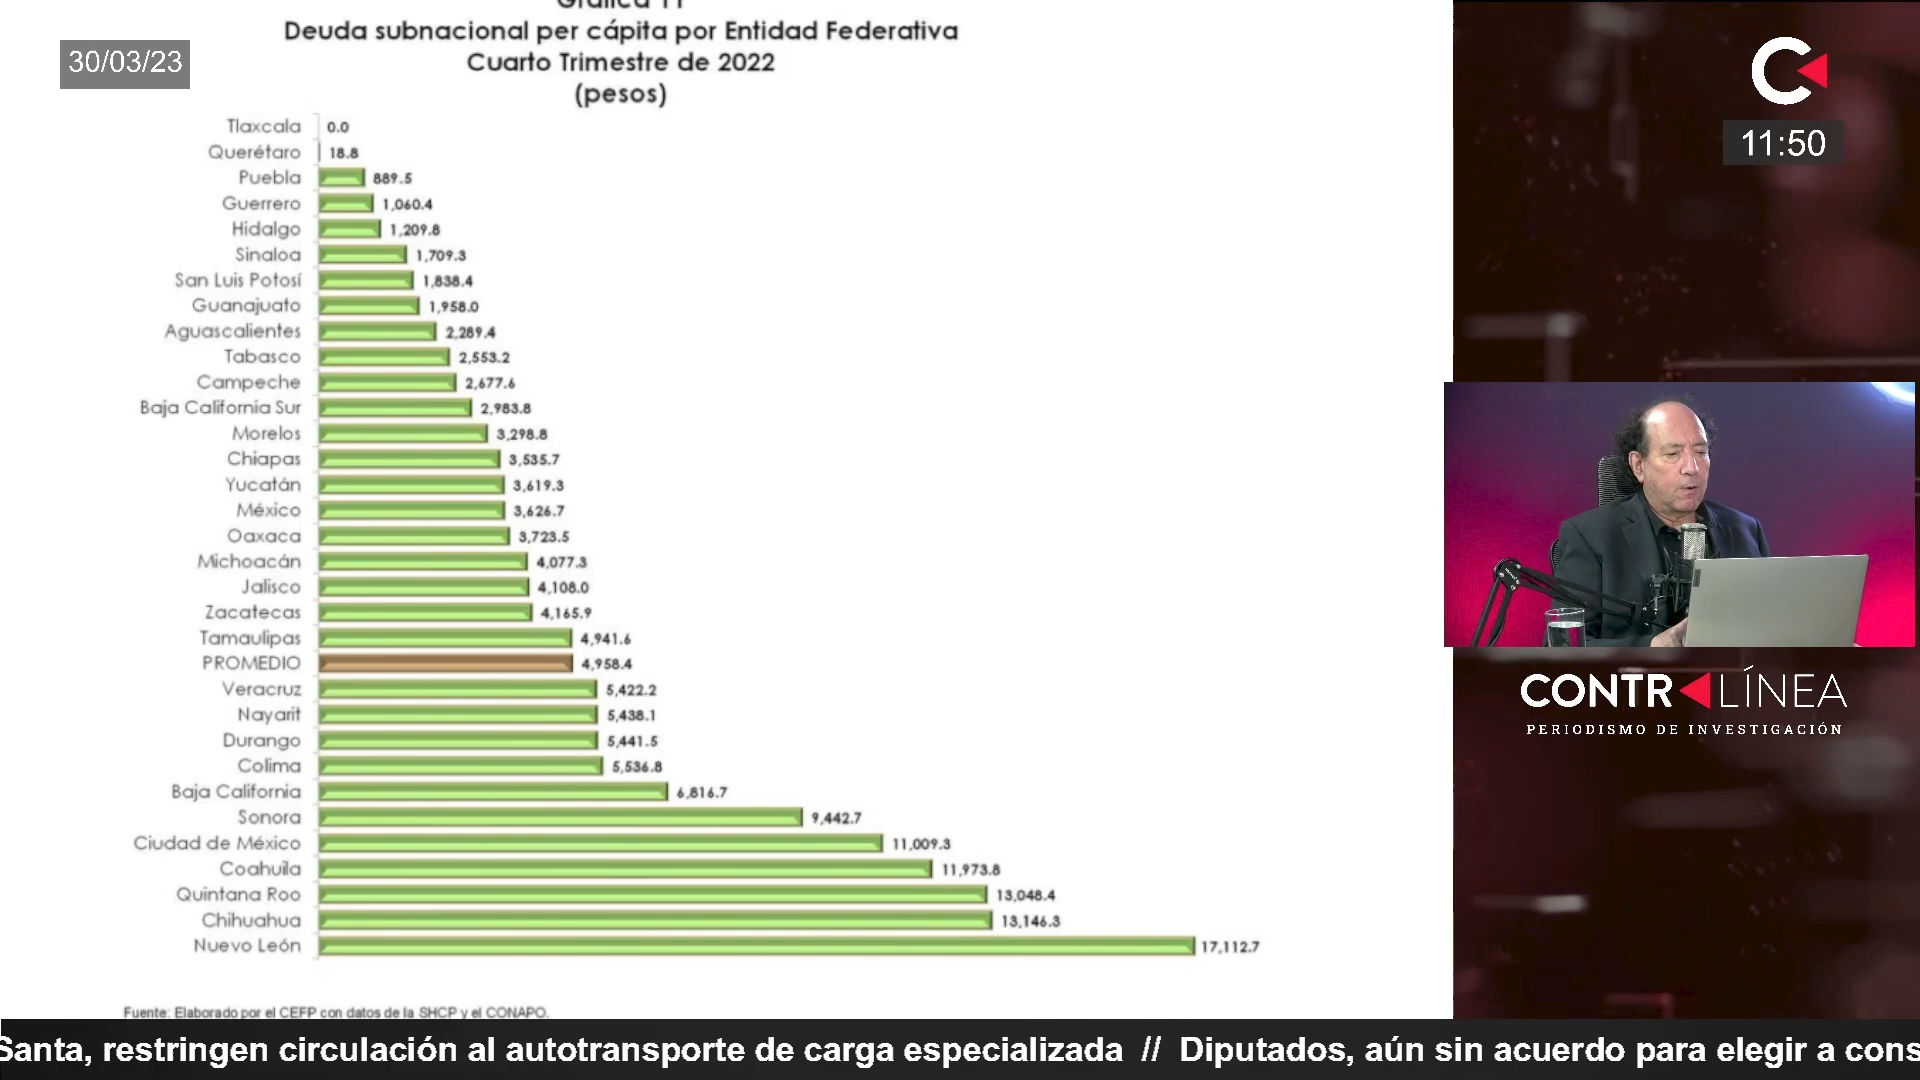 Gráfica 11
Deuda subnacional per cápita por Entidad Federativa
Cuarto Trimestre de 2022
(pesos)
30/03/23
11:50
Tlaxcala 0.0
Querétaro 18.8
Puebla 889.5
Guerrero 1,060.4
Hidalgo 1,209.8
Sinaloa 1,709.3
San Luis Potosí 1,838.4
Guanajuato 1,958.0
Aguascalientes 2,289.4
Tabasco 2,553.2
Campeche 2,677.6
Baja California Sur 2,983.8
Morelos 3,298.8
Chiapas 3,535.7
Yucatán 3,619.3
México 3,626.7
Oaxaca 3,723.5
Michoacán 4,077.3
Jalisco 4,108.0
Zacatecas 4,165.9
Tamaulipas 4,941.6
PROMEDIO 4,958.4
Veracruz 5,422.2
Nayarit 5,438.1
Durango 5,441.5
Colima 5,536.8
Baja California 6,816.7
Sonora 9,442.7
Ciudad de México 11,009.3
Coahuila 11,973.8
Quintana Roo 13,048.4
Chihuahua 13,146.3
Nuevo León 17,112.7
Fuente: Elaborado por el CEFP con datos de la SHCP y el CONAPO.
CONTRALÍNEA
PERIODISMO DE INVESTIGACIÓN
Santa, restringen circulación al autotransporte de carga especializada // Diputados, aún sin acuerdo para elegir a cons